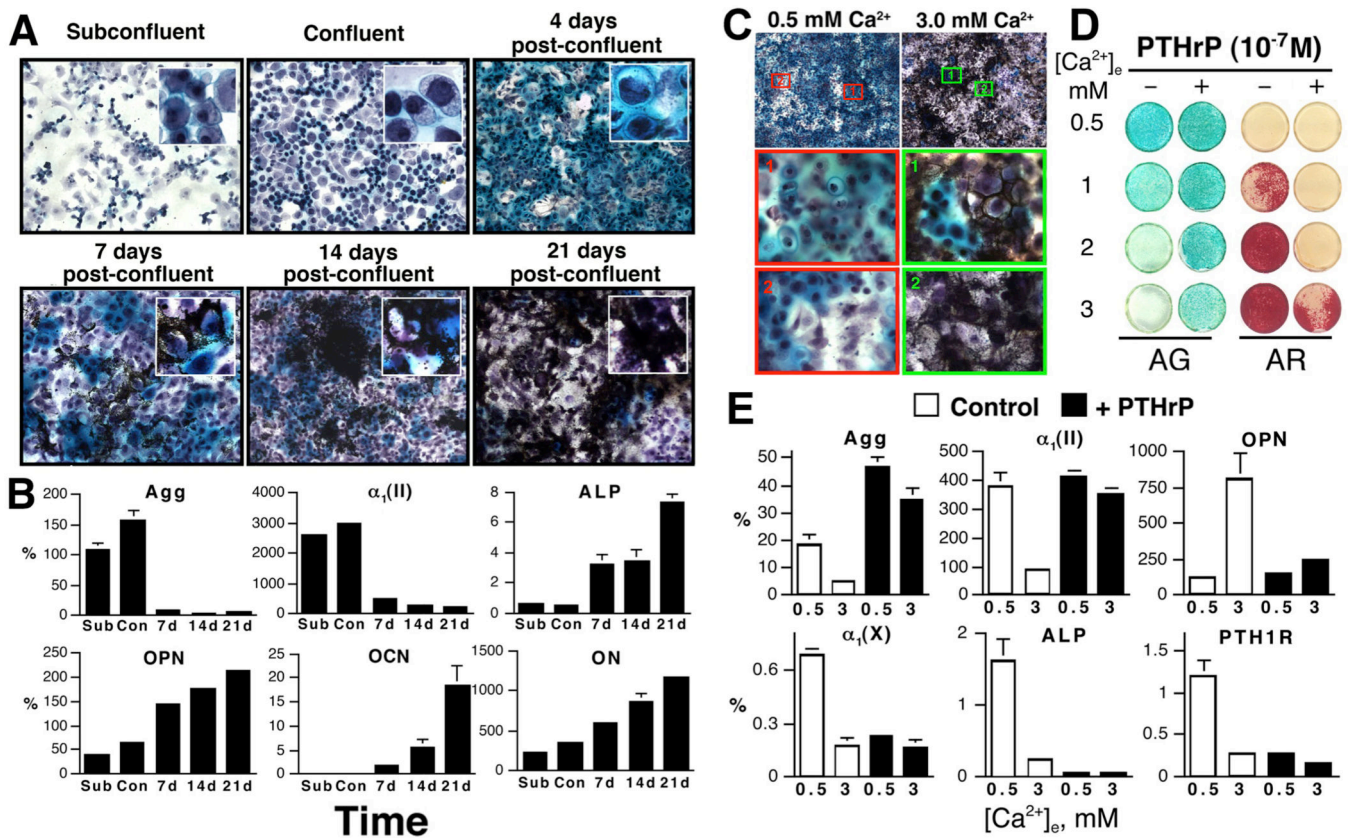 A
Subconfluent
Confluent
4 days
post-confluent
7 days
post-confluent
14 days
post-confluent
21 days
post-confluent
B
Agg
%
200
150
100
50
0
Sub Con 7d 14d 21d
α₁(II)
4000
3000
2000
1000
0
Sub Con 7d 14d 21d
ALP
8
6
4
2
0
Sub Con 7d 14d 21d
OPN
%
250
200
150
100
50
0
Sub Con 7d 14d 21d
OCN
25
20
15
10
5
0
Sub Con 7d 14d 21d
ON
1500
1000
500
0
Sub Con 7d 14d 21d
Time
C
0.5 mM Ca²⁺
3.0 mM Ca²⁺
2
1
1
2
1
1
2
2
D
PTHrP (10⁻⁷M)
[Ca²⁺]ₑ
mM
− + − +
0.5
1
2
3
AG
AR
E
Control
+ PTHrP
Agg
%
50
40
30
20
10
0
0.5 3 0.5 3
α₁(II)
500
400
300
200
100
0
0.5 3 0.5 3
OPN
1000
750
500
250
0
0.5 3 0.5 3
α₁(X)
%
0.6
0.3
0
0.5 3 0.5 3
ALP
2
1
0
0.5 3 0.5 3
PTH1R
1.5
1
0.5
0
0.5 3 0.5 3
[Ca²⁺]ₑ, mM